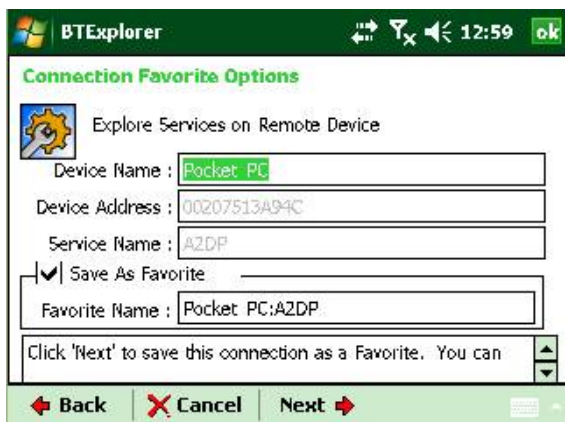 BTExplorer 12:59 ok
Connection Favorite Options
Explore Services on Remote Device
Device Name : Pocket PC
Device Address : 00207513A94C
Service Name : A2DP
Save As Favorite
Favorite Name : Pocket PC:A2DP
Click 'Next' to save this connection as a Favorite. You can
Back Cancel Next